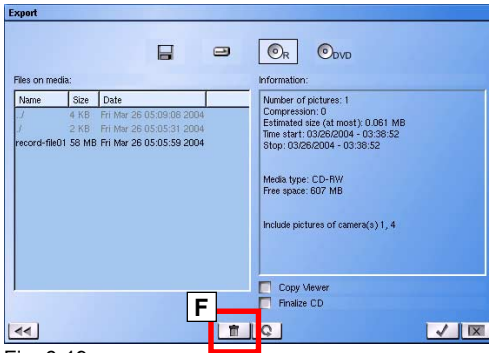 Export
R
DVD
Files on media:
Information:
Name Size Date
../ 4 KB Fri Mar 26 05:09:08 2004
./ 2 KB Fri Mar 26 05:05:31 2004
record-file01 58 MB Fri Mar 26 05:05:59 2004
Number of pictures: 1
Compression: 0
Estimated size (at most): 0.061 MB
Time start: 03/26/2004 - 03:38:52
Stop: 03/26/2004 - 03:38:52
Media type: CD-RW
Free space: 607 MB
Include pictures of camera(s) 1, 4
Copy Viewer
Finalize CD
F